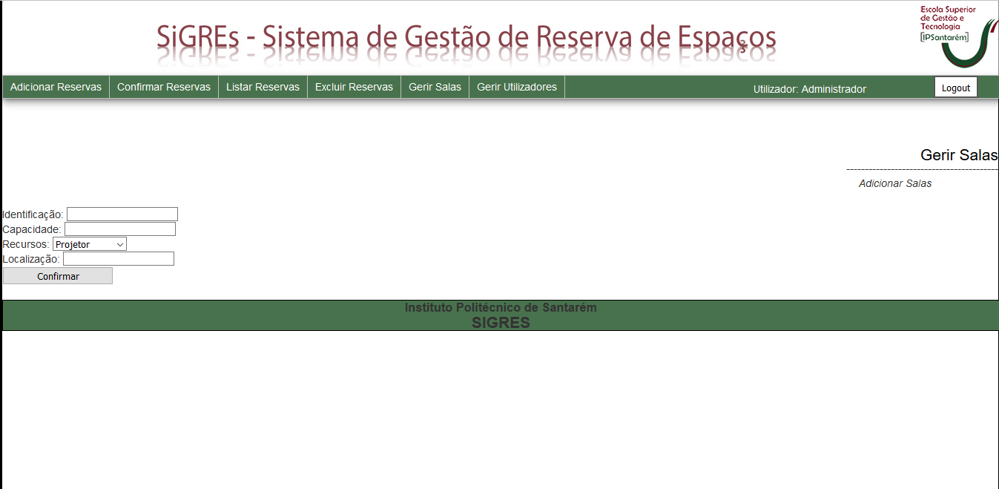 SiGREs - Sistema de Gestão de Reserva de Espaços
Escola Superior
de Gestão e
Tecnologia
[IPSantarém]
Adicionar Reservas Confirmar Reservas Listar Reservas Excluir Reservas Gerir Salas Gerir Utilizadores Utilizador: Administrador Logout
Gerir Salas
-----------------------------------------
Adicionar Salas
Identificação:
Capacidade:
Recursos: Projetor
Localização:
Confirmar
Instituto Politécnico de Santarém
SIGRES